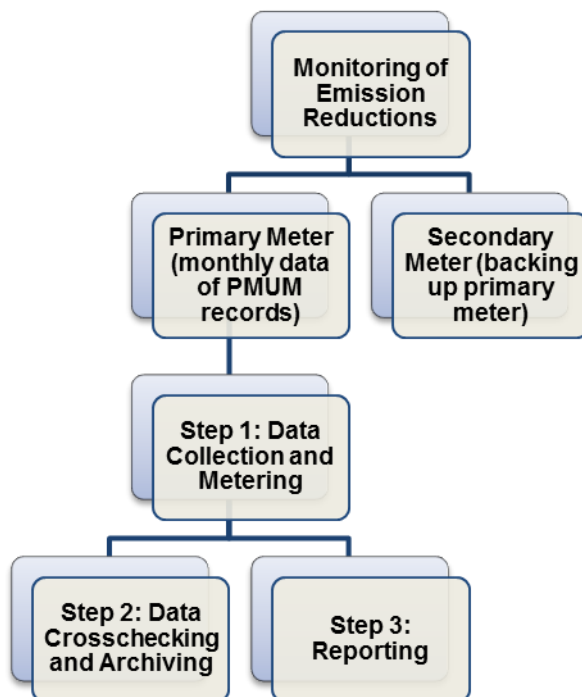 Monitoring of
Emission
Reductions
Primary Meter
(monthly data
of PMUM
records)
Secondary
Meter (backing
up primary
meter)
Step 1: Data
Collection and
Metering
Step 2: Data
Crosschecking
and Archiving
Step 3:
Reporting